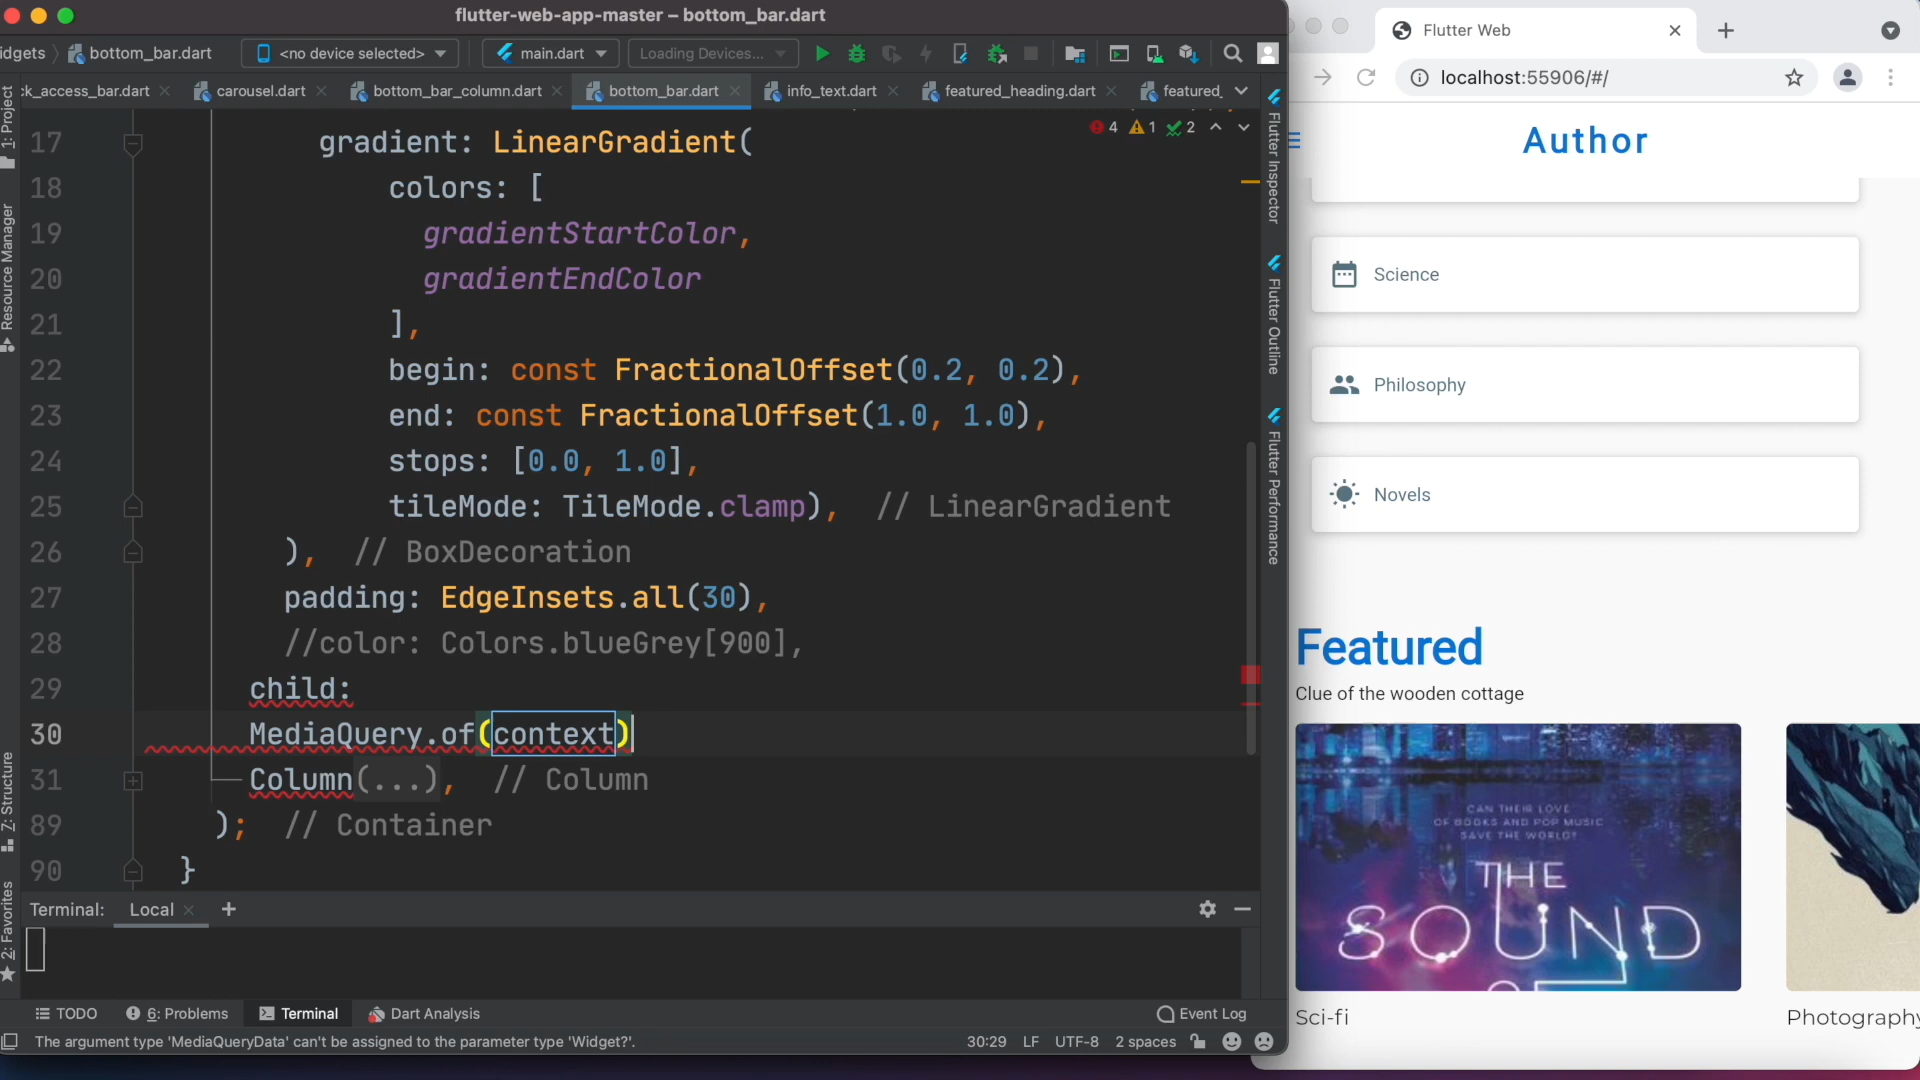 flutter-web-app-master – bottom_bar.dart
idgets
bottom_bar.dart
<no device selected>
main.dart
Loading Devices...
ck_access_bar.dart
carousel.dart
bottom_bar_column.dart
bottom_bar.dart
info_text.dart
featured_heading.dart
featured_
4
1
2
17 gradient: LinearGradient(
18 colors: [
19 gradientStartColor,
20 gradientEndColor
21 ],
22 begin: const FractionalOffset(0.2, 0.2),
23 end: const FractionalOffset(1.0, 1.0),
24 stops: [0.0, 1.0],
25 tileMode: TileMode.clamp), // LinearGradient
26 ), // BoxDecoration
27 padding: EdgeInsets.all(30),
28 //color: Colors.blueGrey[900],
29 child:
30 MediaQuery.of(context)
31 Column(...), // Column
89 ); // Container
90 }
1: Project
Resource Manager
Z: Structure
2: Favorites
Flutter Inspector
Flutter Outline
Flutter Performance
Terminal:
Local
TODO
6: Problems
Terminal
Dart Analysis
Event Log
The argument type 'MediaQueryData' can't be assigned to the parameter type 'Widget?'.
30:29
LF
UTF-8
2 spaces
Flutter Web
localhost:55906/#/
Author
Science
Philosophy
Novels
Featured
Clue of the wooden cottage
CAN THEIR LOVE
OF BOOKS AND POP MUSIC
SAVE THE WORLD?
THE
SOUND
Sci-fi
Photography